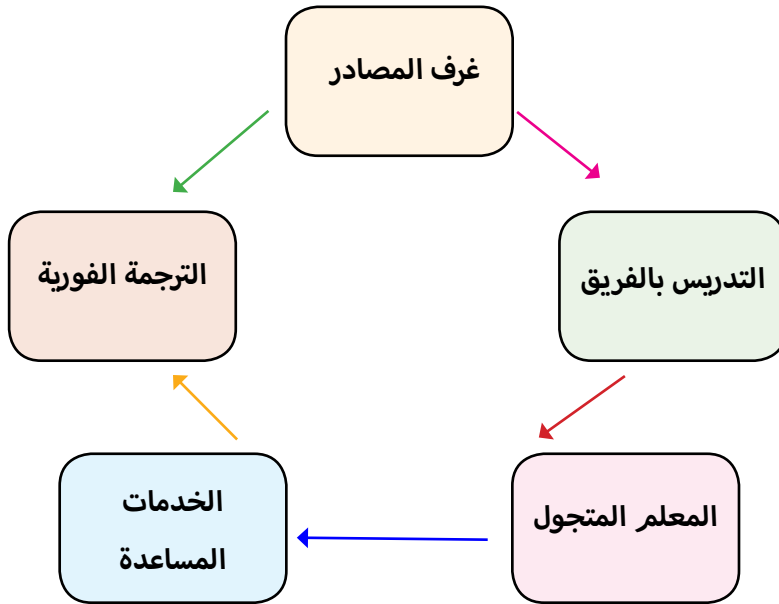 غرف المصادر
التدريس بالفريق
الترجمة الفورية
المعلم المتجول
الخدمات
المساعدة